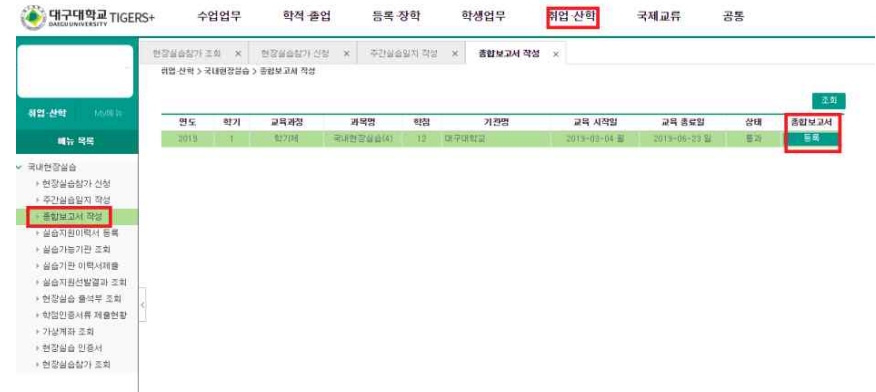 대구대학교 TIGERS+
DAEGU UNIVERSITY
수업업무 학적·졸업 등록·장학 학생업무 취업·산학 국제교류 공통
현장실습참가 조회 × 현장실습참가 신청 × 주간실습일지 작성 × 종합보고서 작성 ×
취업·산학 > 국내현장실습 > 종합보고서 작성
조회
취업·산학
메뉴 목록
연도 학기 교육과정 과목명 학점 기관명 교육 시작일 교육 종료일 상태 종합보고서
2019 1 학기제 국내현장실습(4) 12 대구대학교 2019-03-04 월 2019-06-23 일 통과 등록
국내현장실습
현장실습참가 신청
주간실습일지 작성
종합보고서 작성
실습지원이력서 등록
실습가능기관 조회
실습기관 이력서제출
실습지원선발결과 조회
현장실습 출석부 조회
학점인증서류 제출현황
가상계좌 조회
현장실습 인증서
현장실습참가 조회